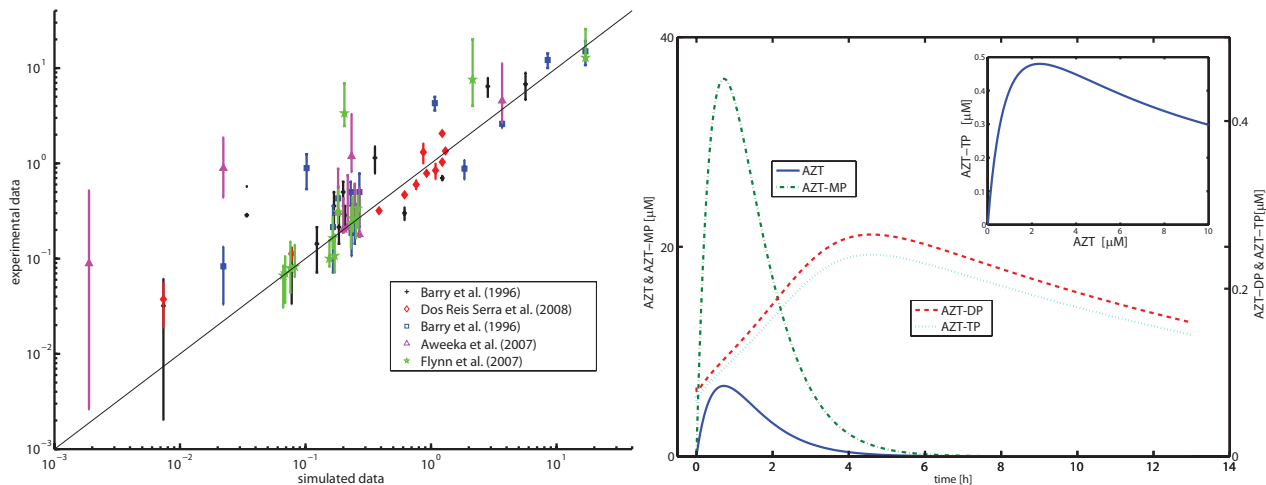 experimental data
10^1
10^0
10^-1
10^-2
10^-3
10^-3
10^-2
10^-1
10^0
10^1
simulated data
Barry et al. (1996)
Dos Reis Serra et al. (2008)
Barry et al. (1996)
Aweeka et al. (2007)
Flynn et al. (2007)
AZT & AZT−MP [μM]
40
20
0
0
2
4
6
8
10
12
14
time [h]
AZT
AZT-MP
AZT-DP
AZT-TP
0.4
0.2
0
AZT−DP & AZT−TP[μM]
AZT−TP [μM]
0.5
0.4
0.3
0.2
0.1
0
0
2
4
6
8
10
AZT [μM]